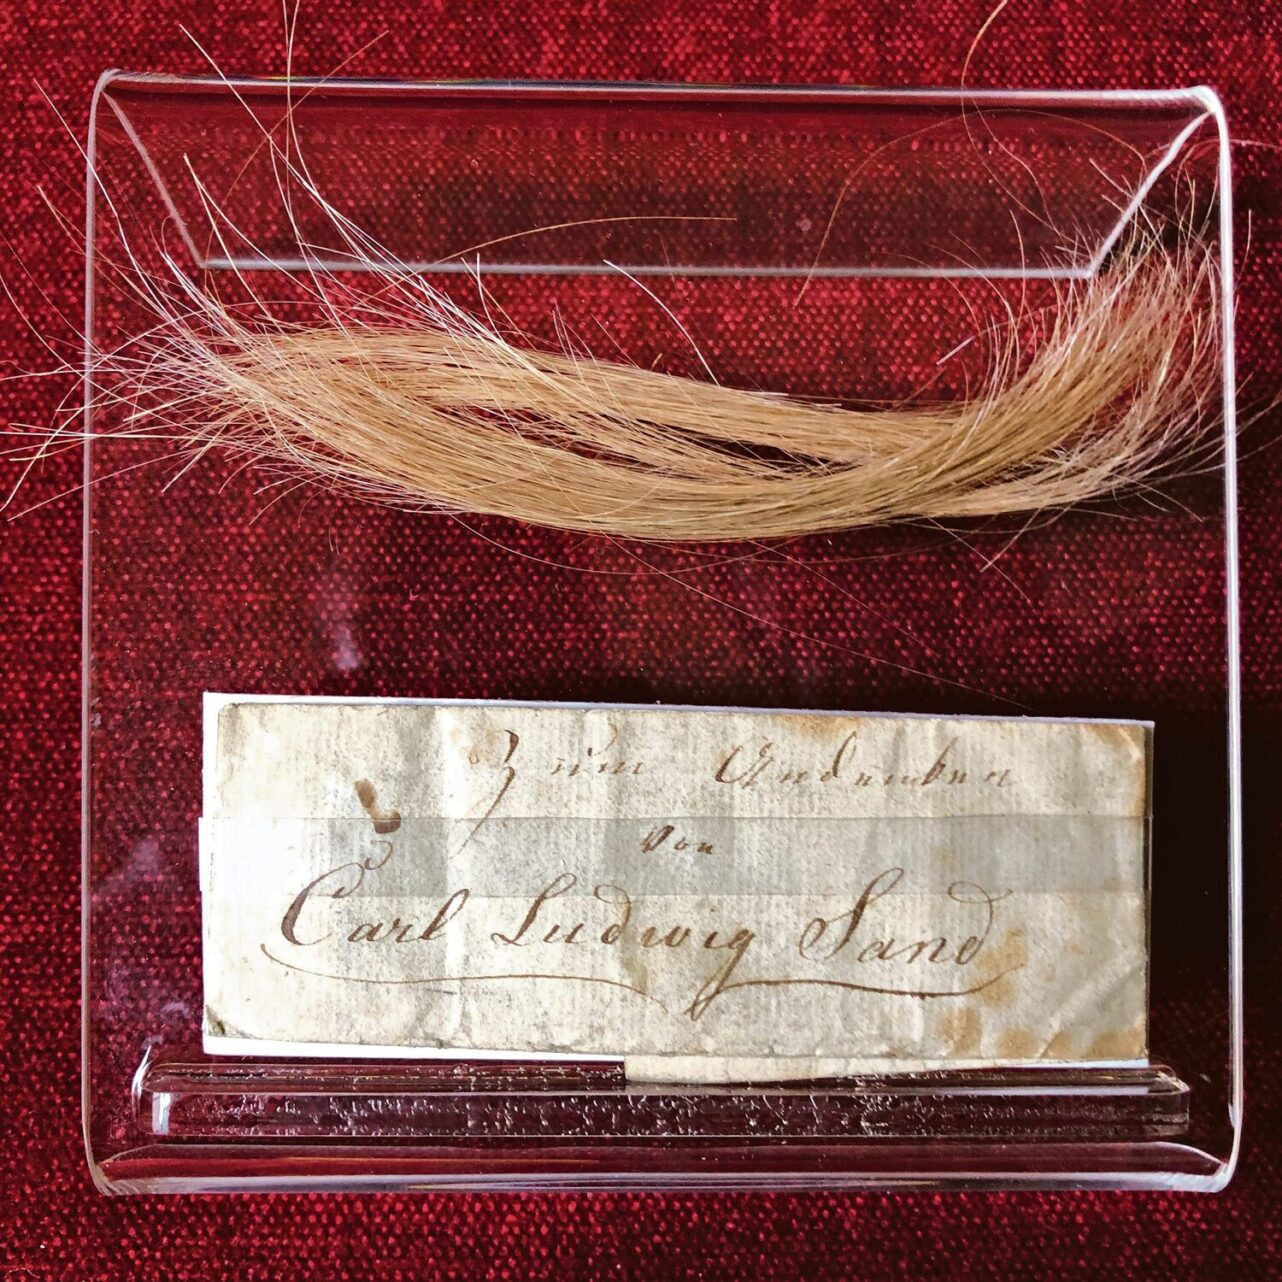 Zum Andenken
von
Carl Ludwig Sand